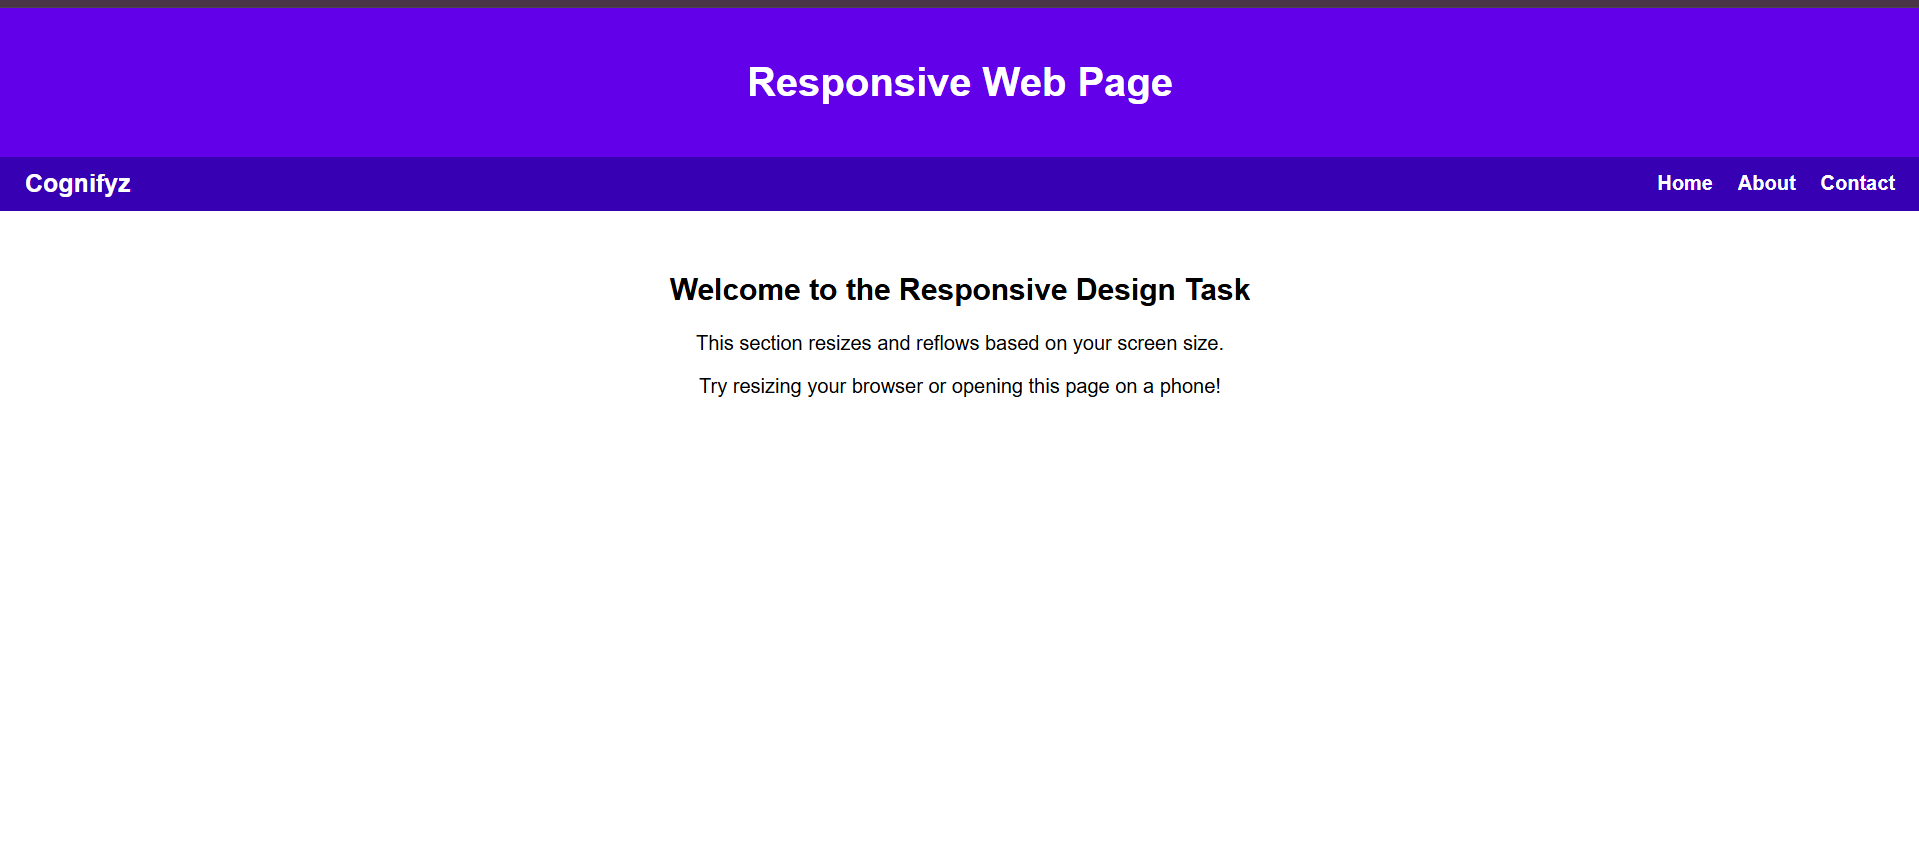 Responsive Web Page
Cognifyz Home About Contact
Welcome to the Responsive Design Task
This section resizes and reflows based on your screen size.
Try resizing your browser or opening this page on a phone!